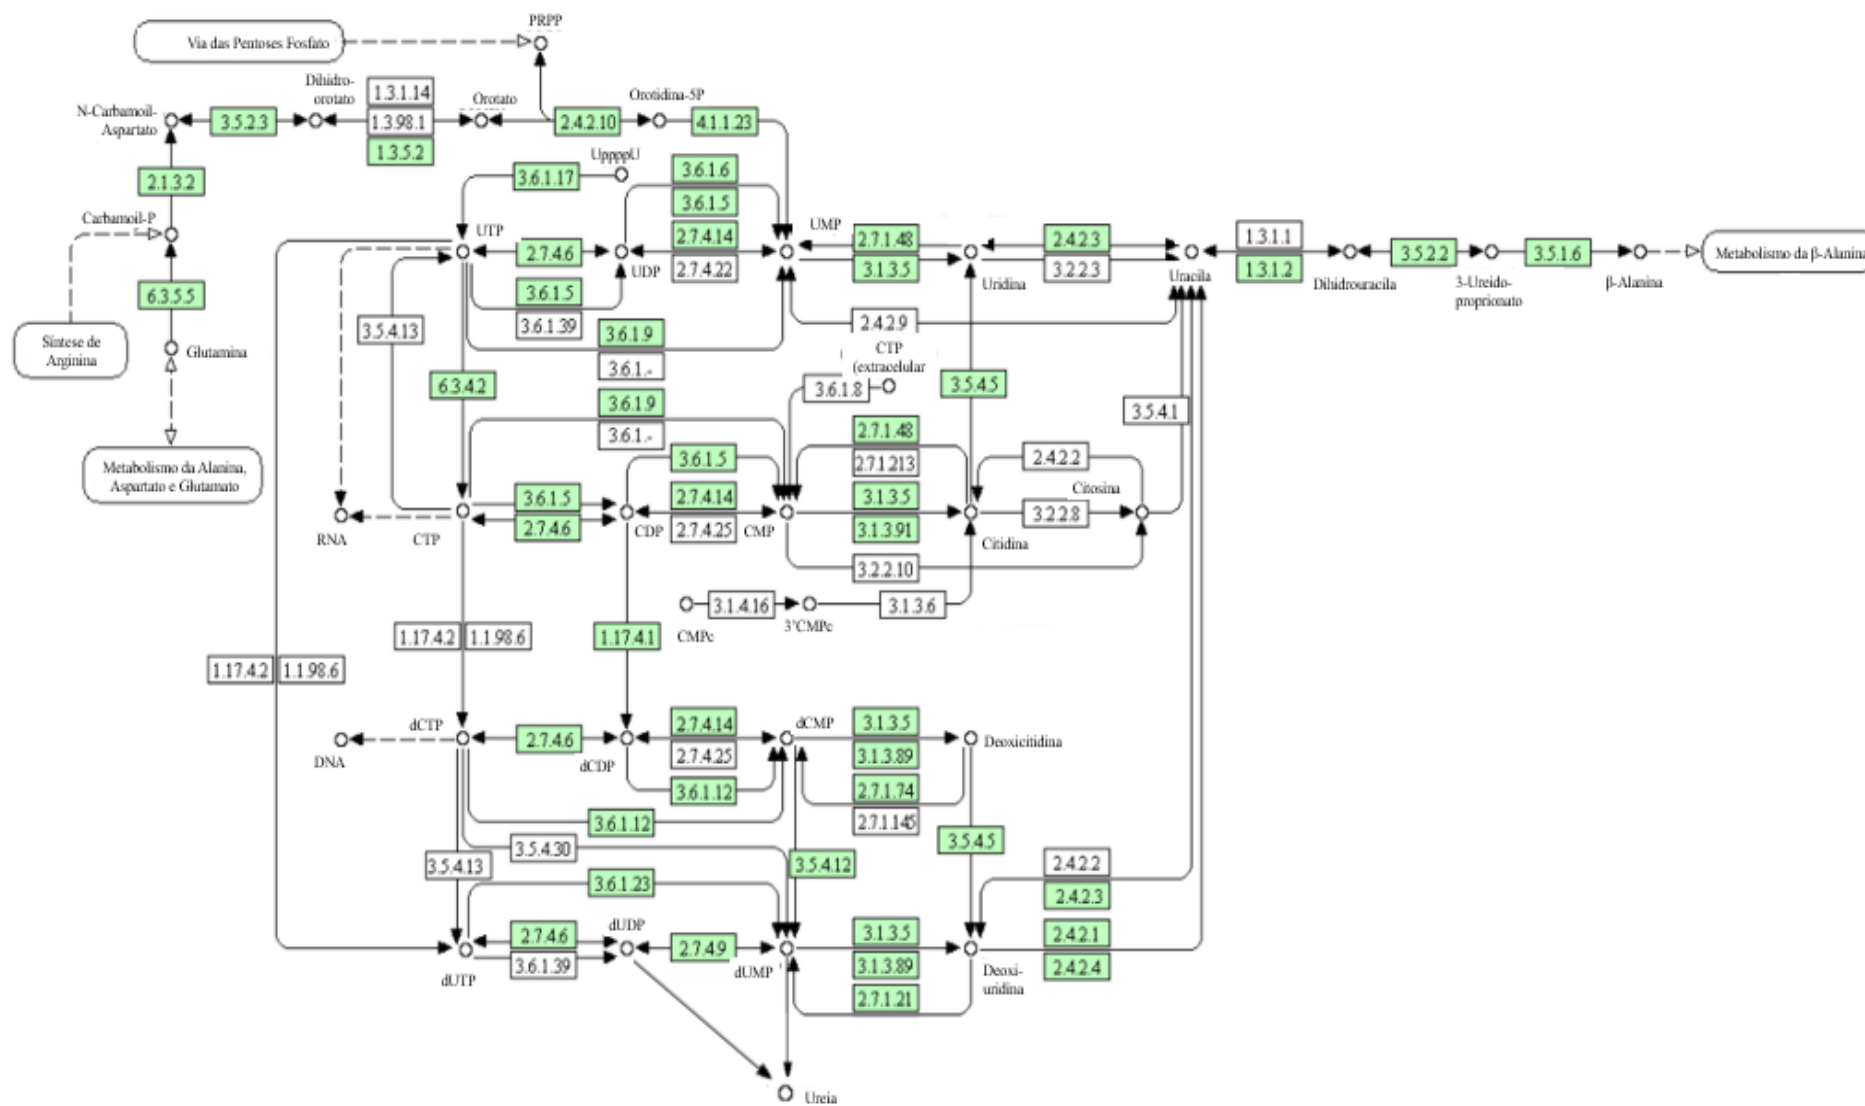 PRPP
Via das Pentoses Fosfato
Dihidro-
orotato
1.3.1.14
Orotato
Orotidina-5P
N-Carbamoil-
Aspartato
3.5.2.3
1.3.98.1
2.4.2.10
4.1.1.23
1.3.5.2
UppppU
3.6.1.17
3.6.1.6
2.1.3.2
3.6.1.5
Carbamoil-P
UTP
UMP
2.7.4.14
2.7.1.48
2.4.2.3
1.3.1.1
2.7.4.6
UDP
2.7.4.22
3.1.3.5
Uridina
3.2.2.3
Uracila
1.3.1.2
Dihidrouracila
3.5.2.2
3-Ureido-
proprionato
3.5.1.6
β-Alanina
Metabolismo da β-Alanina
6.3.5.5
3.6.1.5
3.6.1.39
3.5.4.13
2.4.2.9
Síntese de
Arginina
Glutamina
3.6.1.9
3.6.1.-
CTP
(extracelular
6.3.4.2
3.6.1.8
3.5.4.5
3.6.1.9
3.6.1.-
3.5.4.1
2.7.1.48
Metabolismo da Alanina,
Aspartato e Glutamato
3.6.1.5
2.7.1.213
2.4.2.2
3.6.1.5
2.7.4.14
3.1.3.5
Citosina
RNA
CTP
2.7.4.6
CDP
2.7.4.25
CMP
3.1.3.91
Citidina
3.2.2.8
3.2.2.10
3.1.4.16
3.1.3.6
CMPc
3'CMPc
1.17.4.2
1.1.98.6
1.17.4.1
1.17.4.2
1.1.98.6
dCTP
2.7.4.14
dCMP
3.1.3.5
DNA
2.7.4.6
dCDP
2.7.4.25
3.1.3.89
Deoxicitidina
3.6.1.12
2.7.1.74
3.6.1.12
2.7.1.145
3.5.4.30
3.5.4.5
3.5.4.13
3.5.4.12
2.4.2.2
3.6.1.23
2.4.2.3
2.7.4.6
dUDP
3.1.3.5
2.4.2.1
2.7.4.9
3.6.1.39
3.1.3.89
2.4.2.4
dUTP
dUMP
Deoxi-
uridina
2.7.1.21
Ureia